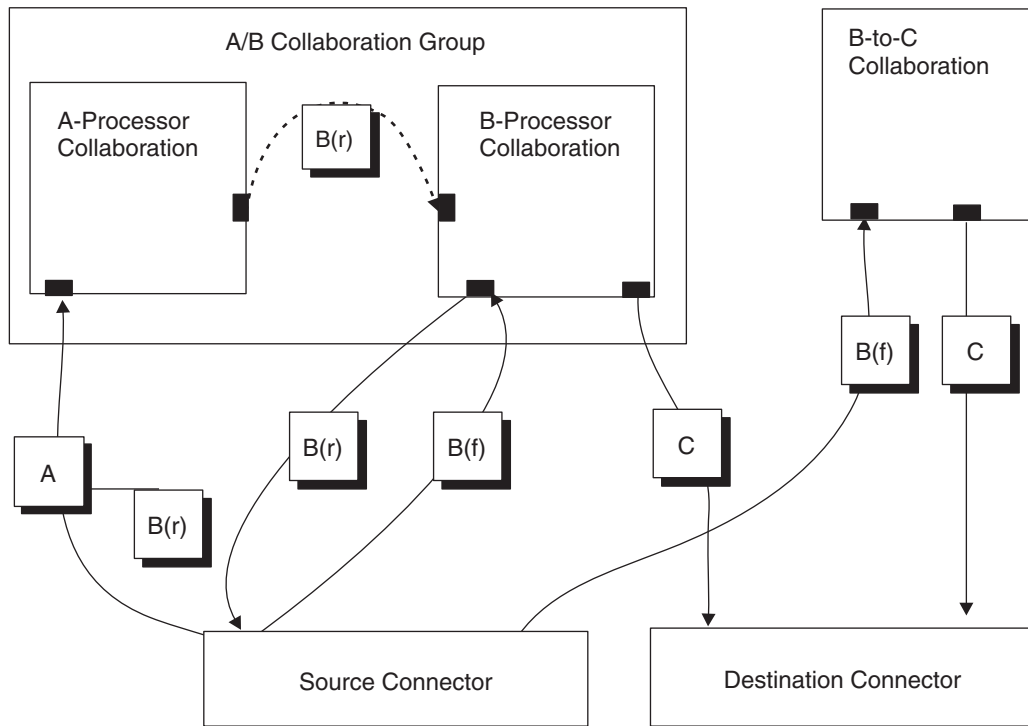 A/B Collaboration Group
B-to-C
Collaboration
A-Processor
Collaboration
B(r)
B-Processor
Collaboration
B(f)
C
B(r)
B(f)
C
A
B(r)
Source Connector
Destination Connector